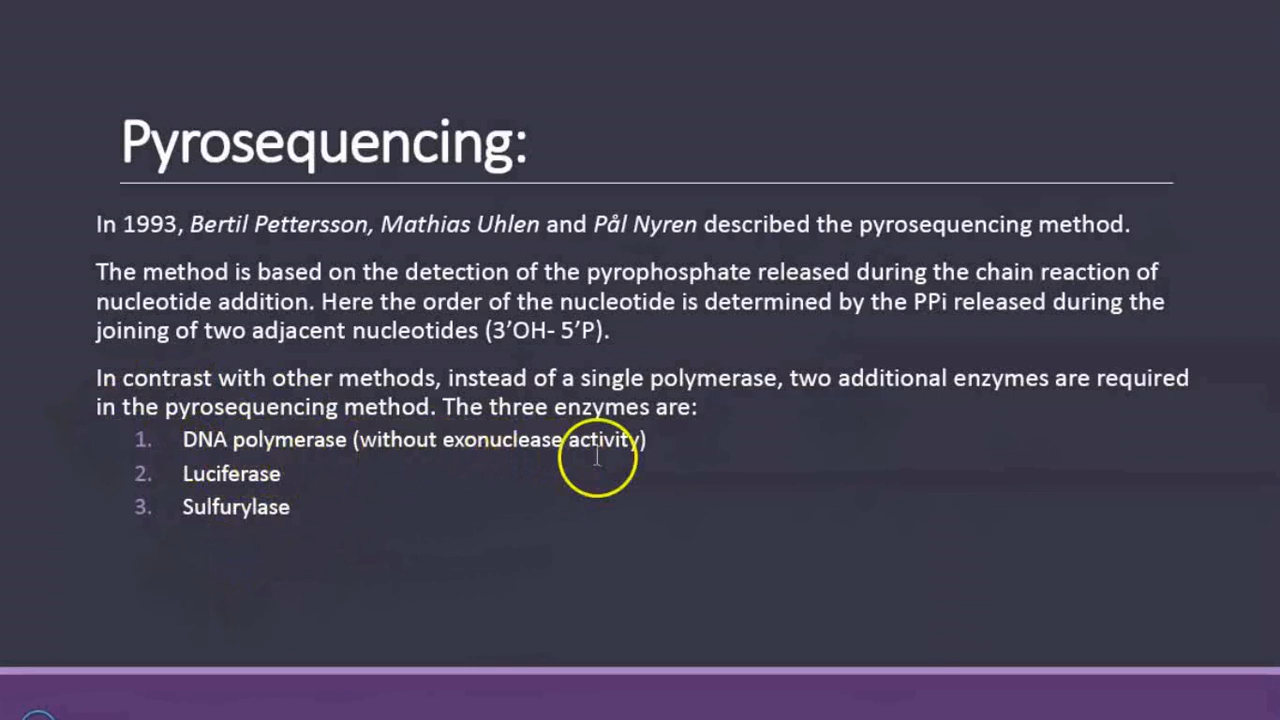 Pyrosequencing:
In 1993, Bertil Pettersson, Mathias Uhlen and Pål Nyren described the pyrosequencing method.
The method is based on the detection of the pyrophosphate released during the chain reaction of
nucleotide addition. Here the order of the nucleotide is determined by the PPi released during the
joining of two adjacent nucleotides (3’OH- 5’P).
In contrast with other methods, instead of a single polymerase, two additional enzymes are required
in the pyrosequencing method. The three enzymes are:
1. DNA polymerase (without exonuclease activity)
2. Luciferase
3. Sulfurylase